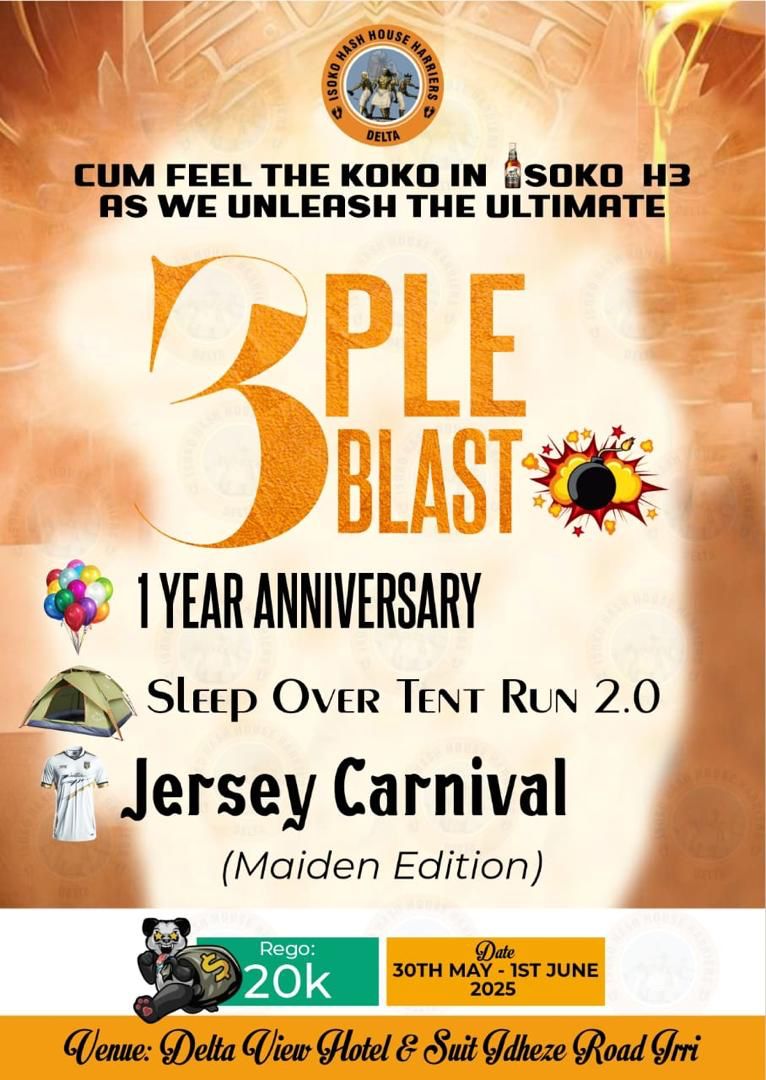 ISOKO HASH HOUSE HARRIERS
DELTA
CUM FEEL THE KOKO IN SOKO H3
AS WE UNLEASH THE ULTIMATE
3PLE
BLAST
1 YEAR ANNIVERSARY
Sleep Over Tent Run 2.0
Jersey Carnival
(Maiden Edition)
Rego:
20k
$
Date
30TH MAY - 1ST JUNE
2025
Venue: Delta View Hotel & Suit Idheze Road Irri